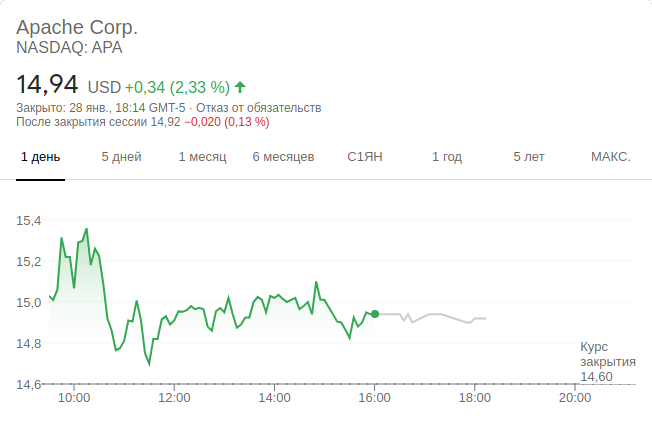 Apache Corp.
NASDAQ: APA
14,94 USD +0,34 (2,33 %)
Закрыто: 28 янв., 18:14 GMT-5 · Отказ от обязательств
После закрытия сессии 14,92 −0,020 (0,13 %)
1 день 5 дней 1 месяц 6 месяцев С1ЯН 1 год 5 лет МАКС.
15,4
15,2
15,0
14,8
Курс
закрытия
14,60
14,6
10:00 12:00 14:00 16:00 18:00 20:00